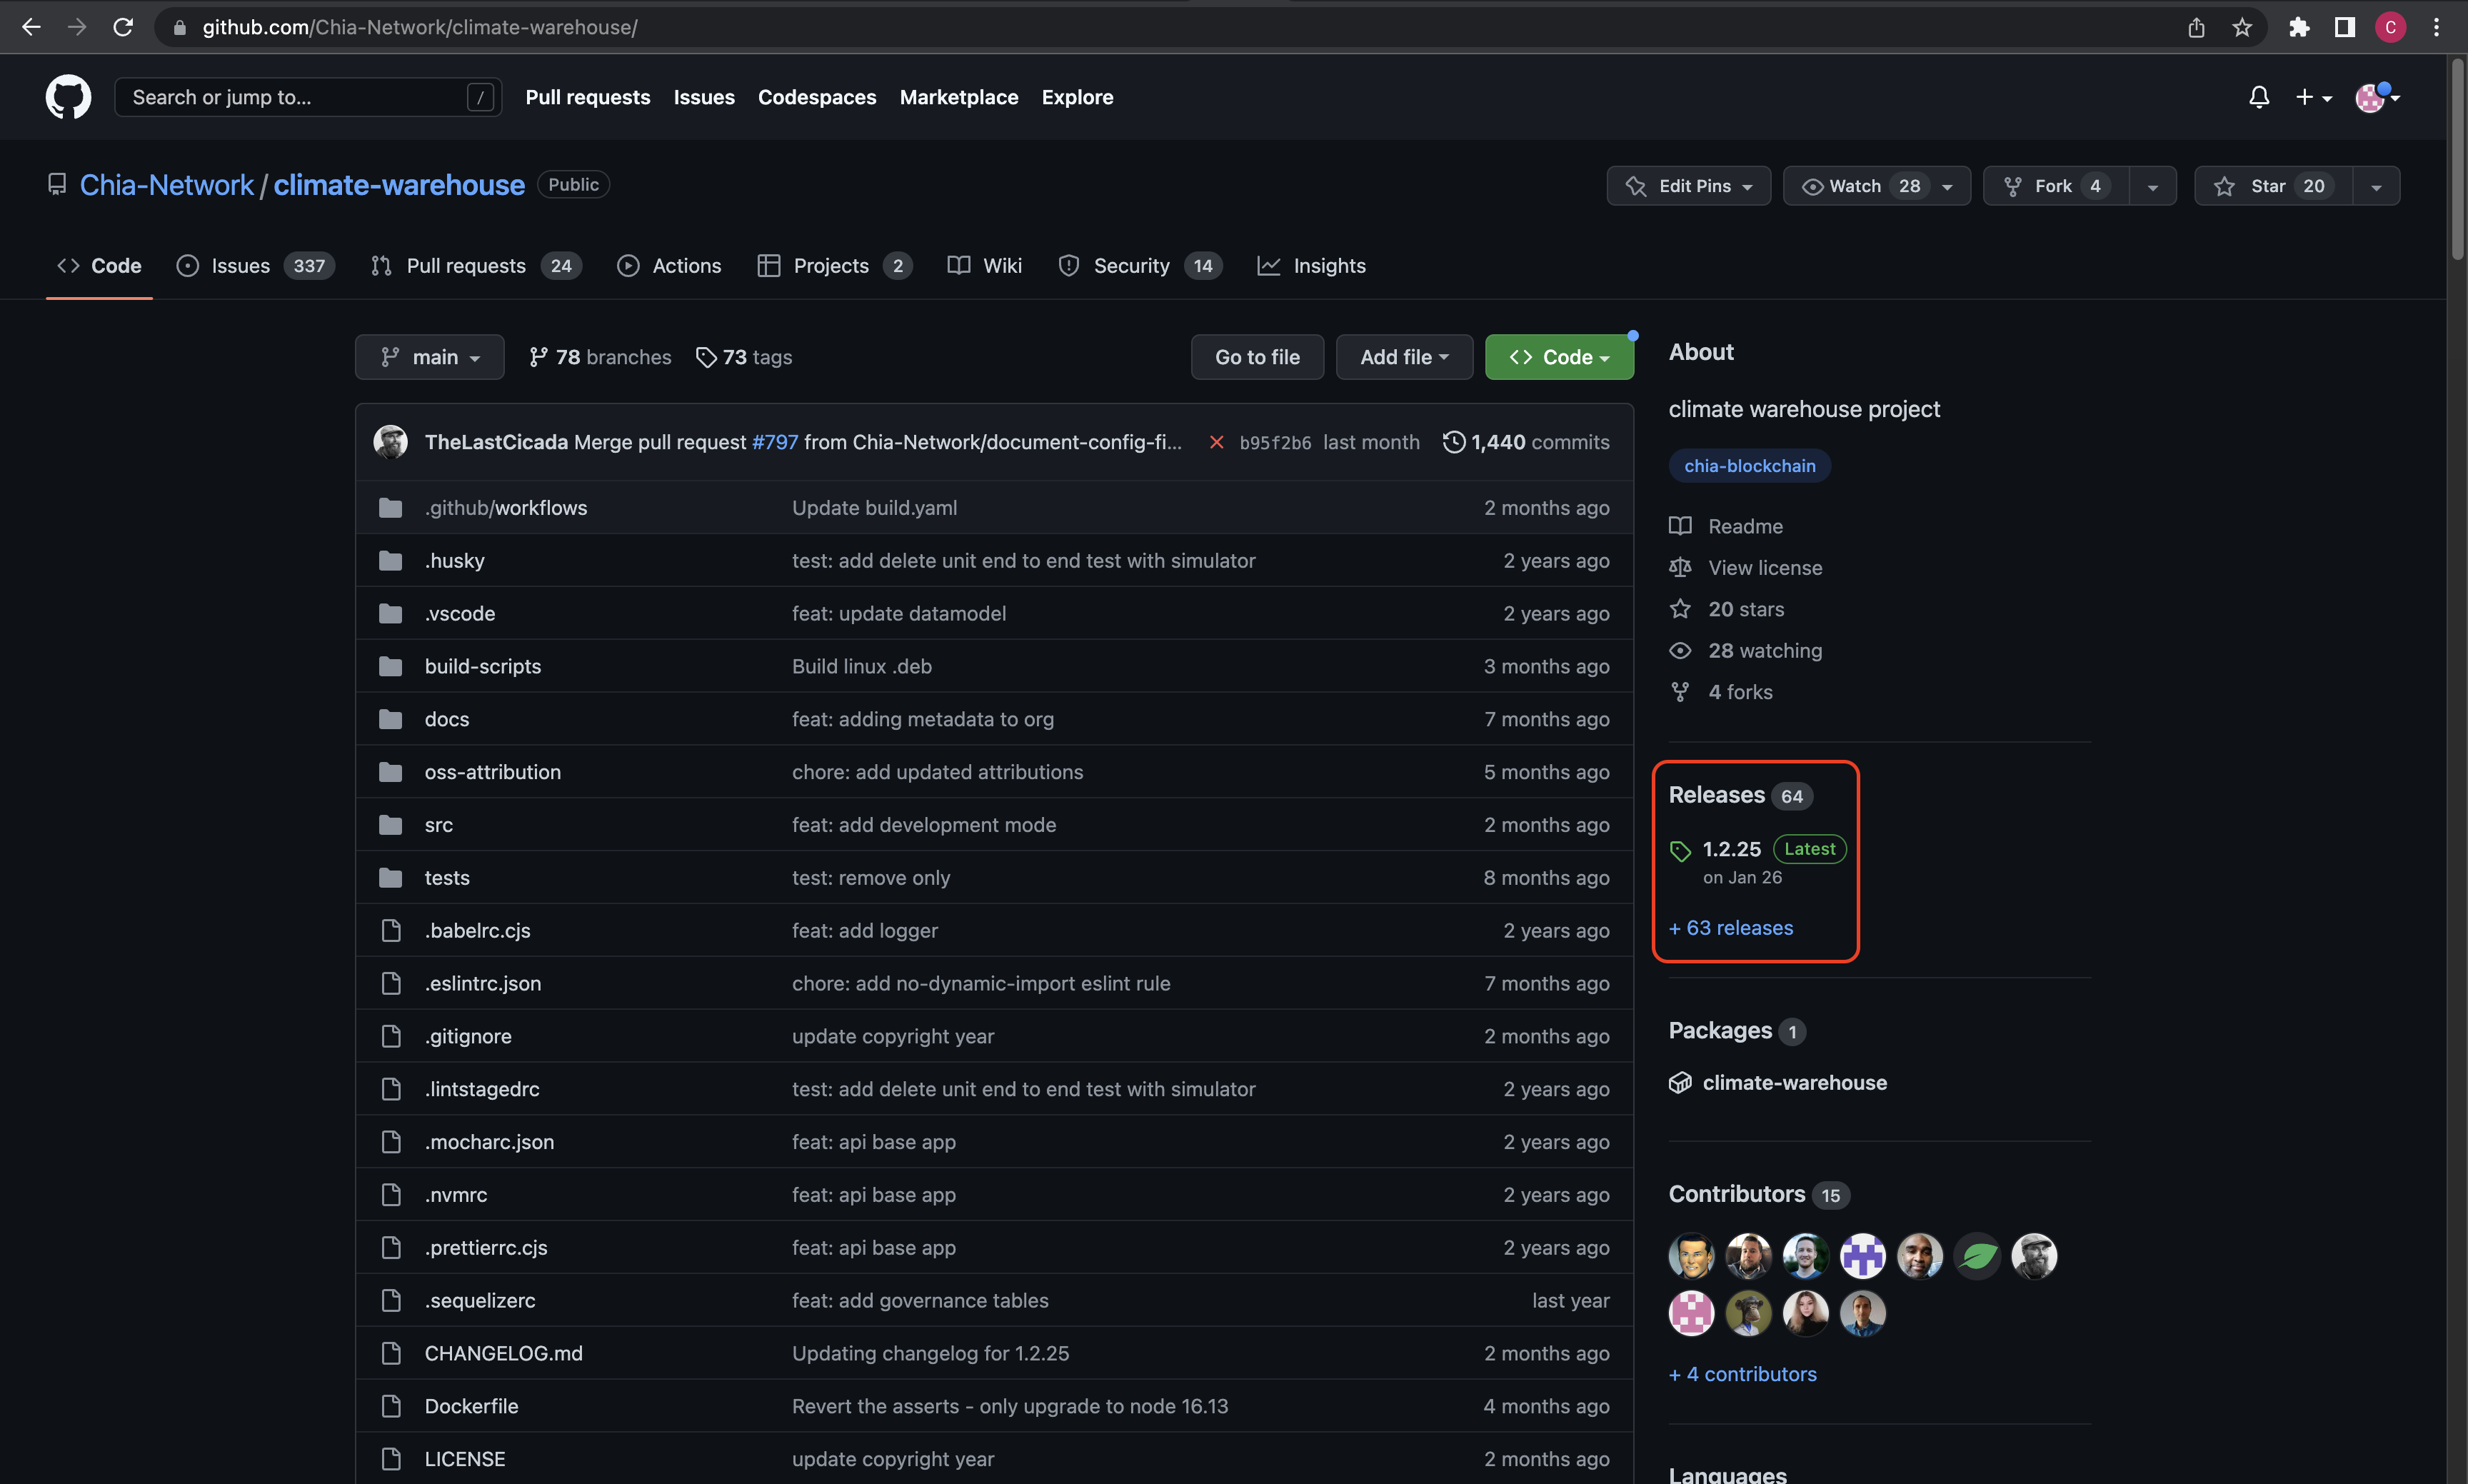 github.com/Chia-Network/climate-warehouse/
C
Search or jump to... /
Pull requests Issues Codespaces Marketplace Explore
Chia-Network / climate-warehouse Public
Edit Pins Watch 28 Fork 4 Star 20
Code Issues 337 Pull requests 24 Actions Projects 2 Wiki Security 14 Insights
main 78 branches 73 tags Go to file Add file Code
TheLastCicada Merge pull request #797 from Chia-Network/document-config-fi... b95f2b6 last month 1,440 commits
.github/workflows Update build.yaml 2 months ago
.husky test: add delete unit end to end test with simulator 2 years ago
.vscode feat: update datamodel 2 years ago
build-scripts Build linux .deb 3 months ago
docs feat: adding metadata to org 7 months ago
oss-attribution chore: add updated attributions 5 months ago
src feat: add development mode 2 months ago
tests test: remove only 8 months ago
.babelrc.cjs feat: add logger 2 years ago
.eslintrc.json chore: add no-dynamic-import eslint rule 7 months ago
.gitignore update copyright year 2 months ago
.lintstagedrc test: add delete unit end to end test with simulator 2 years ago
.mocharc.json feat: api base app 2 years ago
.nvmrc feat: api base app 2 years ago
.prettierrc.cjs feat: api base app 2 years ago
.sequelizerc feat: add governance tables last year
CHANGELOG.md Updating changelog for 1.2.25 2 months ago
Dockerfile Revert the asserts - only upgrade to node 16.13 4 months ago
LICENSE update copyright year 2 months ago
About
climate warehouse project
chia-blockchain
Readme
View license
20 stars
28 watching
4 forks
Releases 64
1.2.25 Latest
on Jan 26
+ 63 releases
Packages 1
climate-warehouse
Contributors 15
+ 4 contributors
Languages